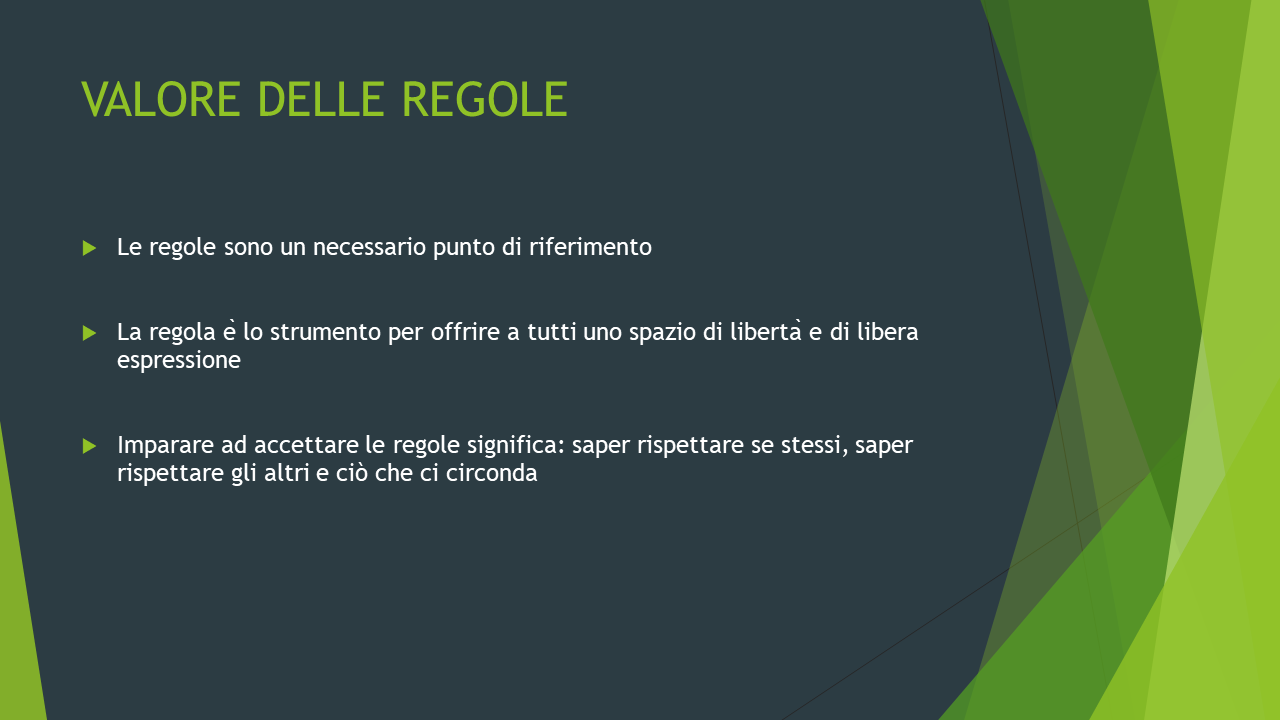 VALORE DELLE REGOLE
Le regole sono un necessario punto di riferimento
La regola è lo strumento per offrire a tutti uno spazio di libertà e di libera
espressione
Imparare ad accettare le regole significa: saper rispettare se stessi, saper
rispettare gli altri e ciò che ci circonda